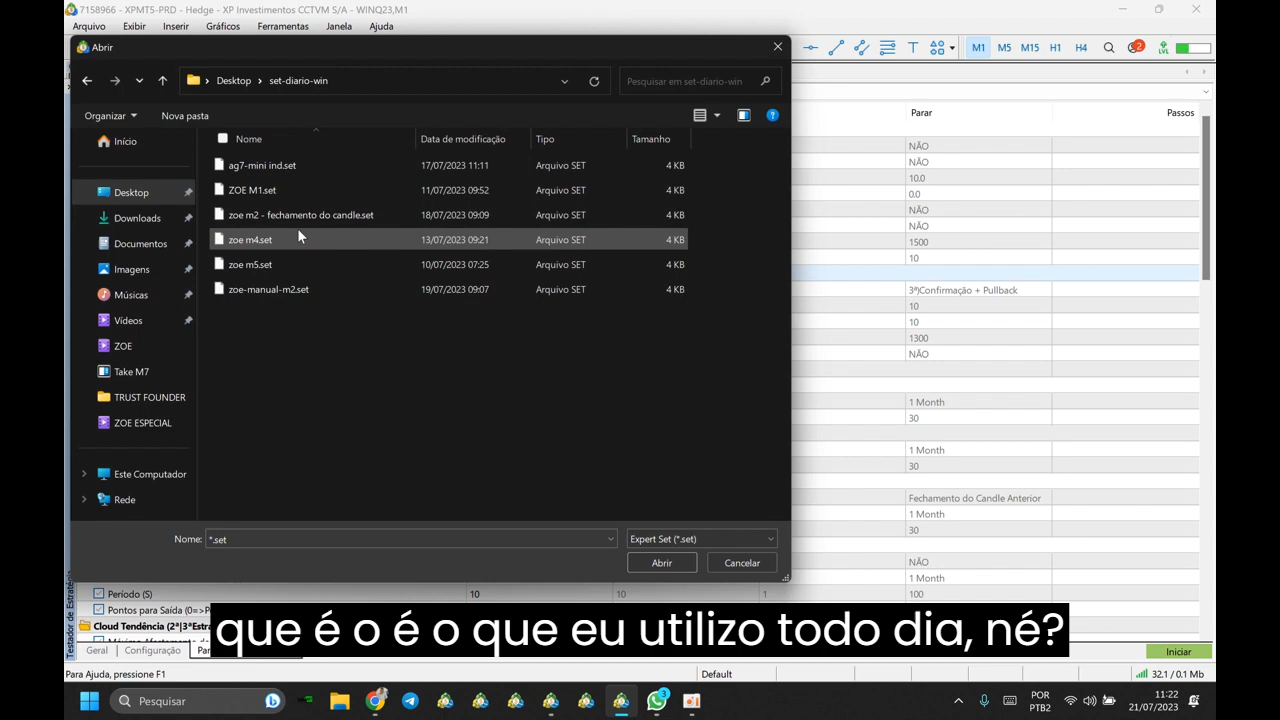 7158966 - XPMT5-PRD - Hedge - XP Investimentos CCTVM S/A - WINQ23,M1
Arquivo Exibir Inserir Gráficos Ferramentas Janela Ajuda
Abrir
M1 M5 M15 H1 H4 2 LVL
Desktop > set-diario-win
Pesquisar em set-diario-win
Organizar Nova pasta
Parar Passos
Nome Data de modificação Tipo Tamanho
ag7-mini ind.set 17/07/2023 11:11 Arquivo SET 4 KB
ZOE M1.set 11/07/2023 09:52 Arquivo SET 4 KB
zoe m2 - fechamento do candle.set 18/07/2023 09:09 Arquivo SET 4 KB
zoe m4.set 13/07/2023 09:21 Arquivo SET 4 KB
zoe m5.set 10/07/2023 07:25 Arquivo SET 4 KB
zoe-manual-m2.set 19/07/2023 09:07 Arquivo SET 4 KB
Início
Desktop
Downloads
Documentos
Imagens
Músicas
Vídeos
ZOE
Take M7
TRUST FOUNDER
ZOE ESPECIAL
Este Computador
Rede
NÃO
NÃO
10.0
0.0
NÃO
NÃO
1500
10
3ª)Confirmação + Pullback
10
10
1300
NÃO
1 Month
30
1 Month
30
Fechamento do Candle Anterior
1 Month
30
NÃO
1 Month
100
Nome: *.set Expert Set (*.set)
Abrir Cancelar
Período (S) 10 10 1
Pontos para Saída (0=>P
Cloud Tendência (2ª|3ªEstra
que é o é o que eu utilizo todo dia, né?
Testador de Estratégia
Geral Configuração Par
Iniciar
Para Ajuda, pressione F1 Default 32.1 / 0.1 Mb
Pesquisar 3 POR PTB2 11:22 21/07/2023